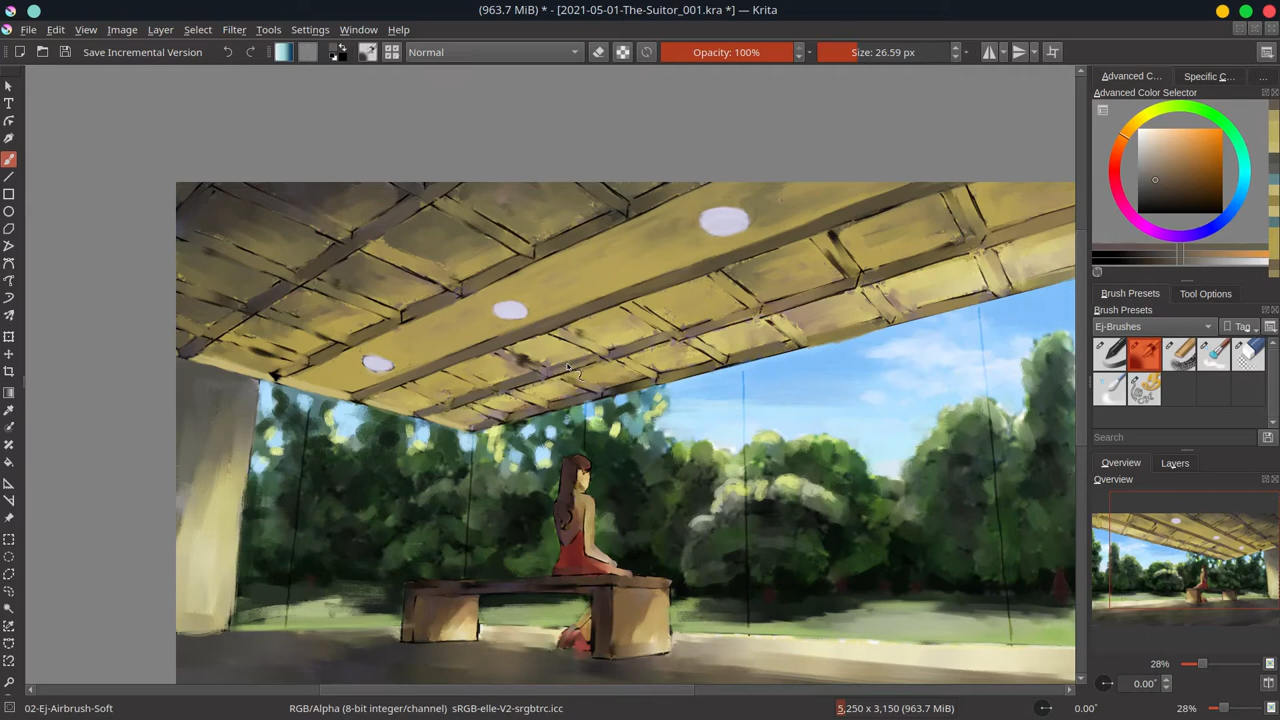 (963.7 MiB) * - [2021-05-01-The-Suitor_001.kra *] — Krita
File Edit View Image Layer Select Filter Tools Settings Window Help
Save Incremental Version
Normal
Opacity: 100%
Size: 26.59 px
Advanced C...
Specific C...
...
Advanced Color Selector
Brush Presets
Tool Options
Brush Presets
Ej-Brushes
Tag
Search
Overview
Layers
Overview
28%
0.00°
02-Ej-Airbrush-Soft
RGB/Alpha (8-bit integer/channel) sRGB-elle-V2-srgbtrc.icc
5,250 x 3,150 (963.7 MiB)
0.00°
28%